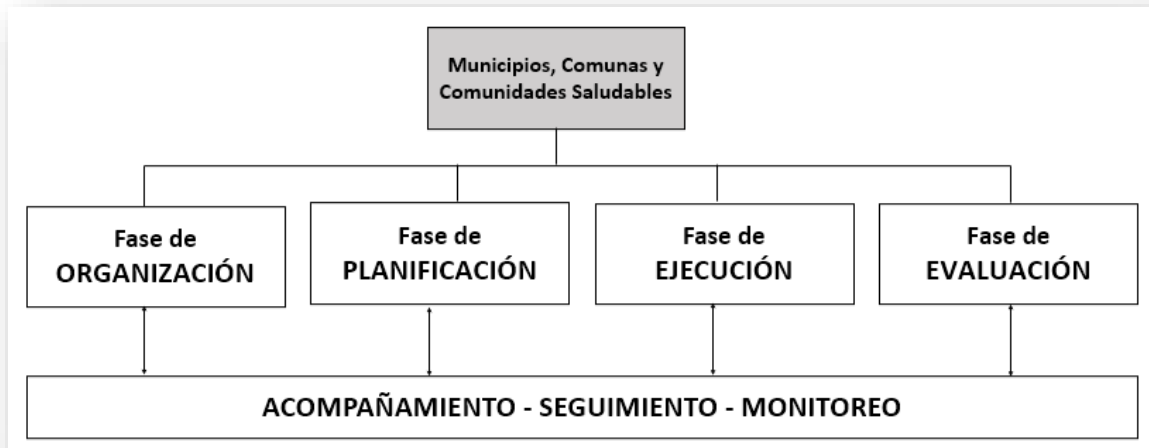 Municipios, Comunas y
Comunidades Saludables
Fase de
ORGANIZACIÓN
Fase de
PLANIFICACIÓN
Fase de
EJECUCIÓN
Fase de
EVALUACIÓN
ACOMPAÑAMIENTO - SEGUIMIENTO - MONITOREO